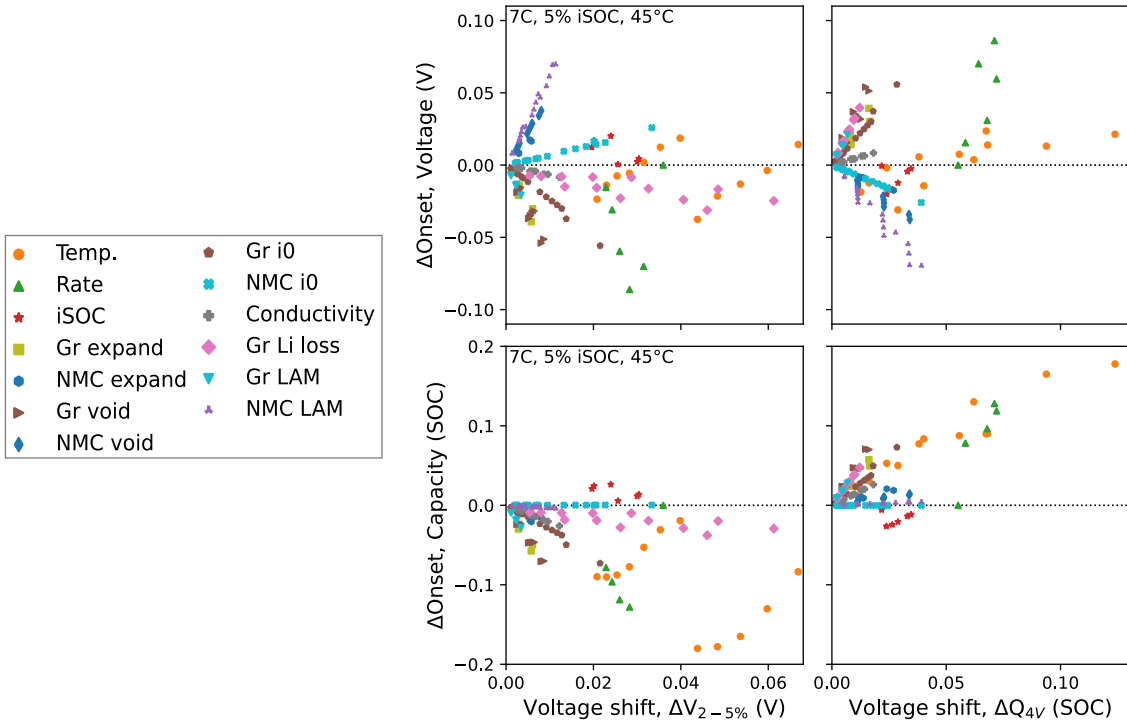 7C, 5% iSOC, 45°C
0.10
0.05
0.00
−0.05
−0.10
ΔOnset, Voltage (V)
Temp.
Rate
iSOC
Gr expand
NMC expand
Gr void
NMC void
Gr i0
NMC i0
Conductivity
Gr Li loss
Gr LAM
NMC LAM
7C, 5% iSOC, 45°C
0.2
0.1
0.0
−0.1
−0.2
ΔOnset, Capacity (SOC)
0.00 0.02 0.04 0.06
Voltage shift, ΔV2−5% (V)
0.00 0.05 0.10
Voltage shift, ΔQ4V (SOC)